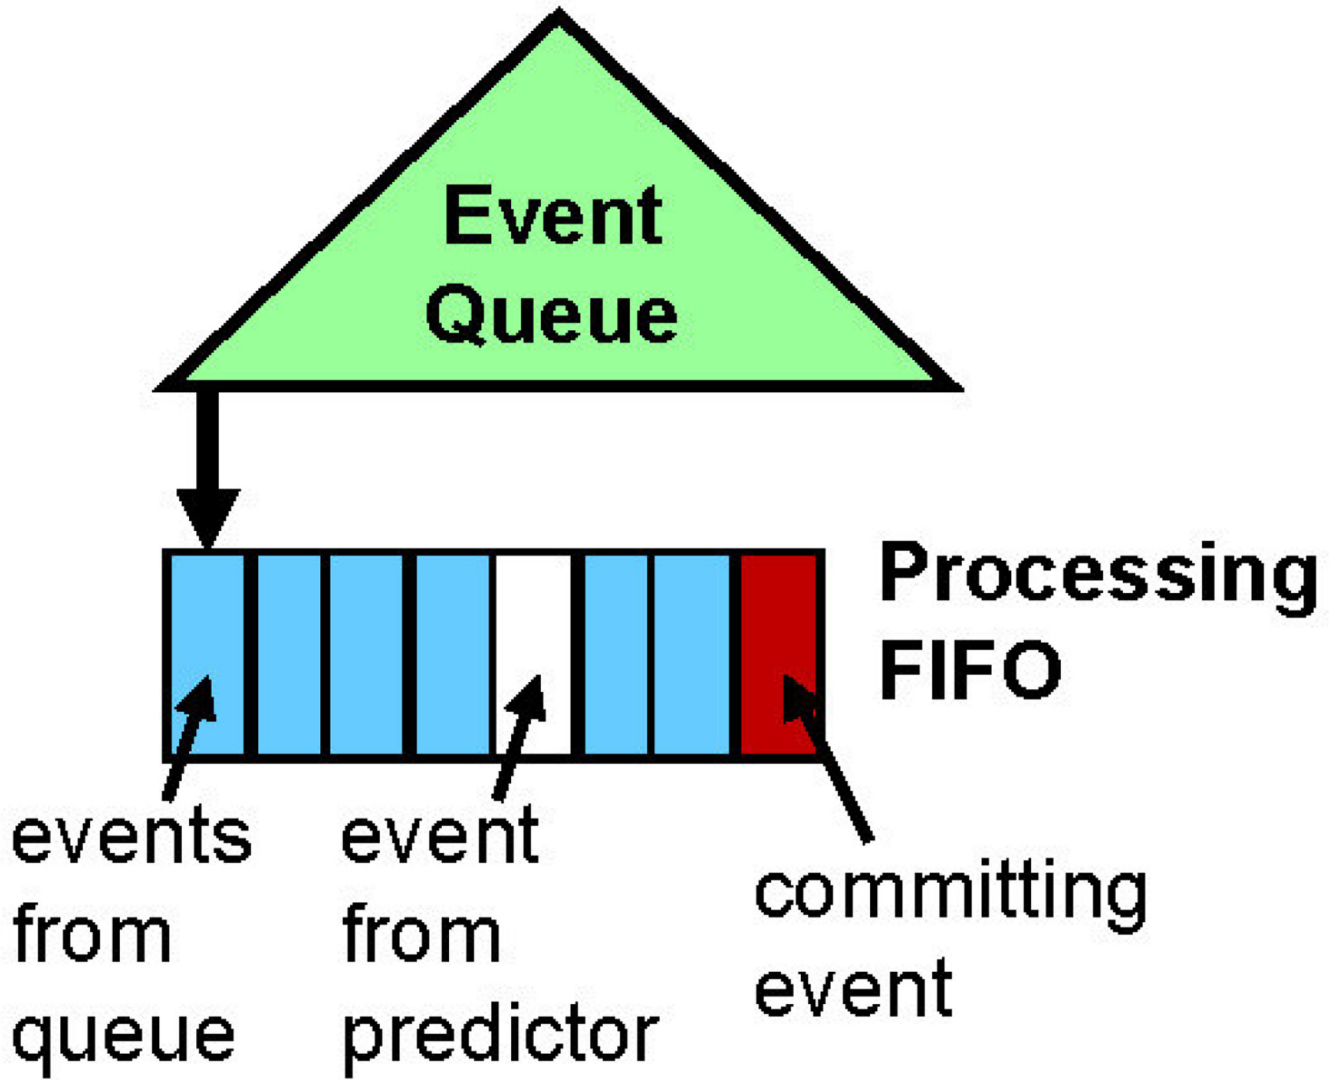 Event
Queue
Processing
FIFO
events
from
queue
event
from
predictor
committing
event